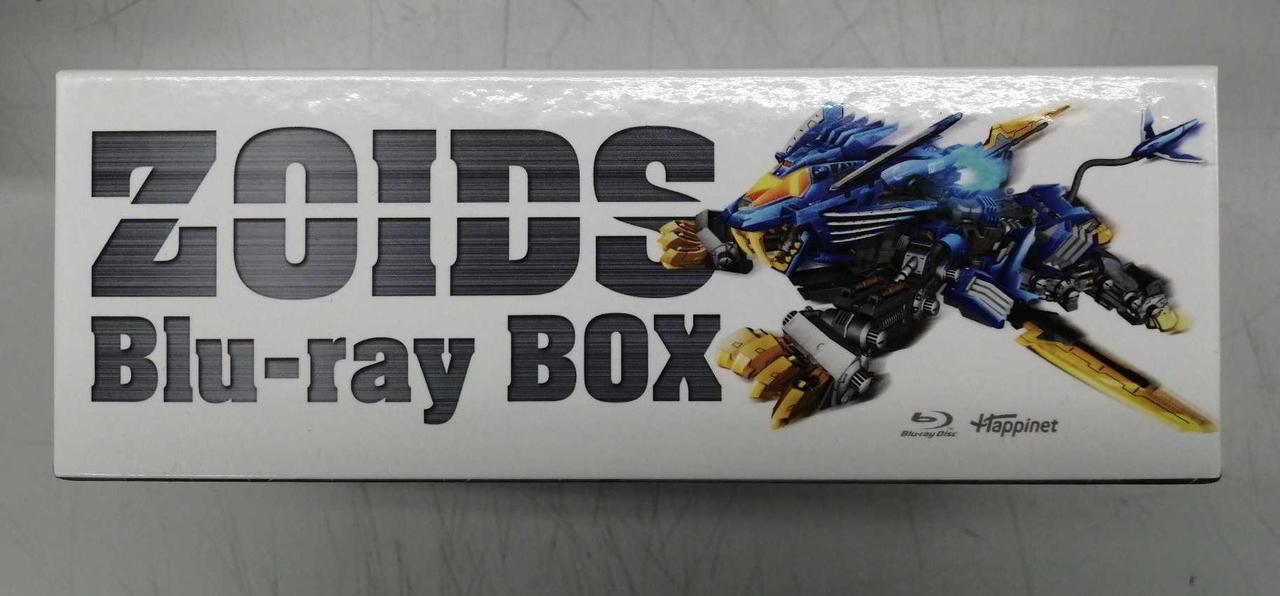 ZOIDS
Blu-ray BOX
Blu-ray Disc
Happinet